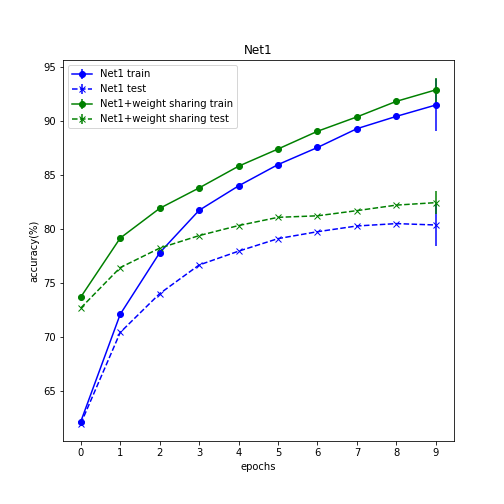 Net1
Net1 train
Net1 test
Net1+weight sharing train
Net1+weight sharing test
accuracy(%)
95
90
85
80
75
70
65
0 1 2 3 4 5 6 7 8 9
epochs